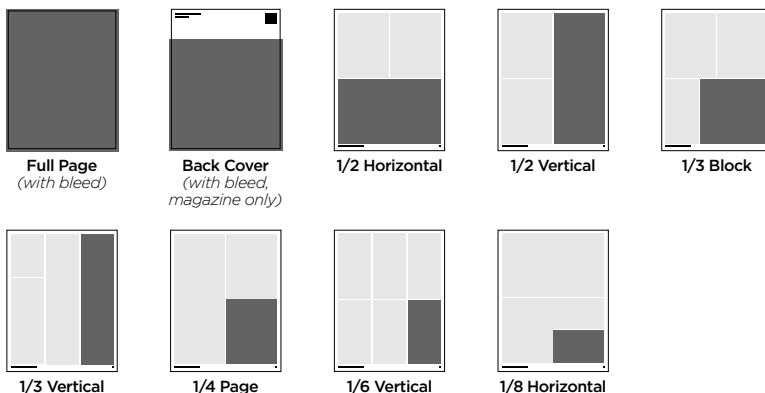 Full Page
(with bleed)
Back Cover
(with bleed,
magazine only)
1/2 Horizontal
1/2 Vertical
1/3 Block
1/3 Vertical
1/4 Page
1/6 Vertical
1/8 Horizontal